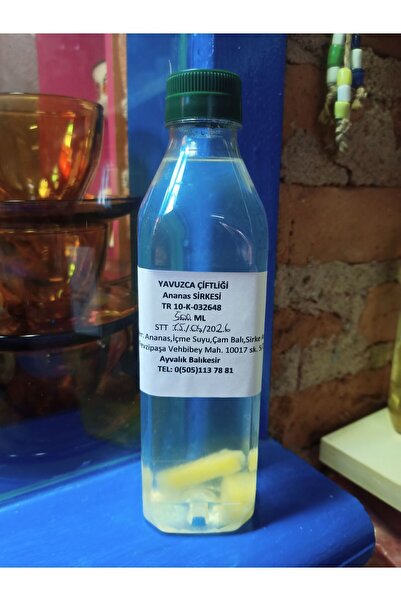 YAVUZCA ÇİFTLİĞİ
Ananas SİRKESİ
TR 10-K-032648
500 ML
STT /2026
Ananas,İçme Suyu,Çam Balı,Sirke
Vehbibey Mah. 10017 sk.
Ayvalık Balıkesir
TEL: 0(505)113 78 81